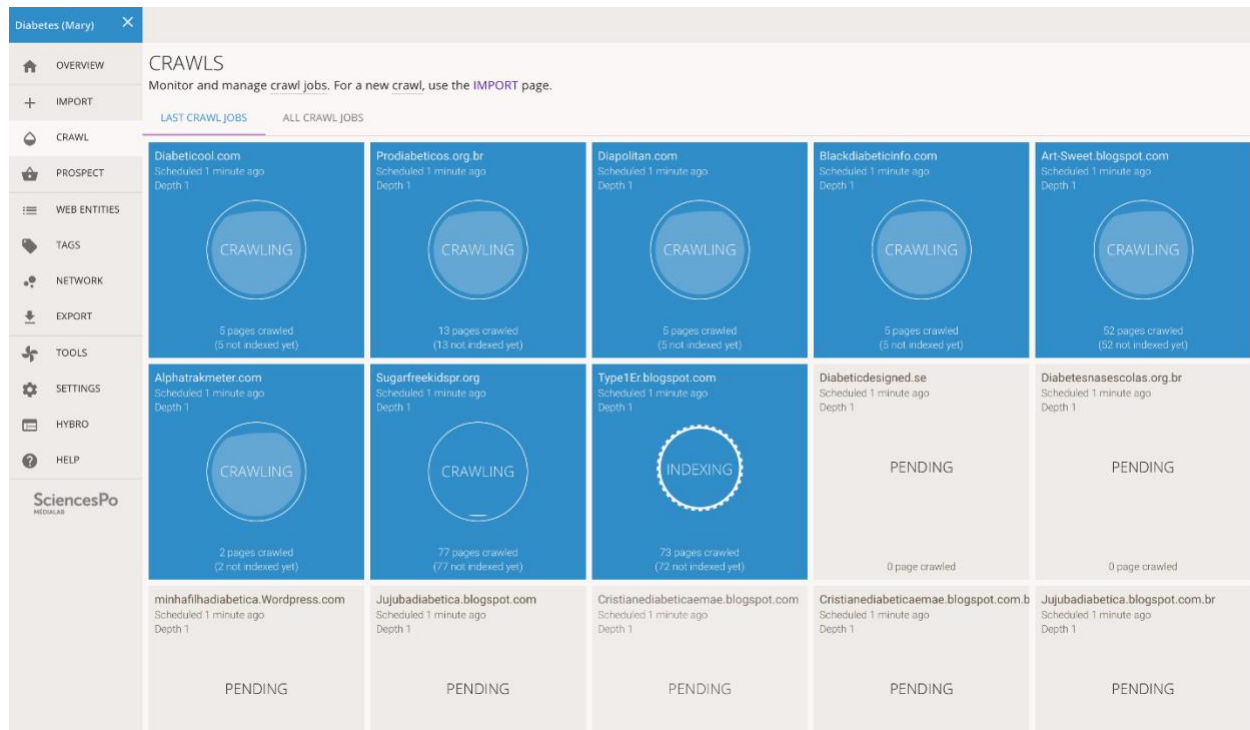 Diabetes (Mary)
OVERVIEW
IMPORT
CRAWL
PROSPECT
WEB ENTITIES
TAGS
NETWORK
EXPORT
TOOLS
SETTINGS
HYBRO
HELP
SciencesPo
MÉDIALAB
CRAWLS
Monitor and manage crawl jobs. For a new crawl, use the IMPORT page.
LAST CRAWL JOBS
ALL CRAWL JOBS
Diabeticool.com
Scheduled 1 minute ago
Depth 1
CRAWLING
5 pages crawled
(5 not indexed yet)
Prodiabeticos.org.br
Scheduled 1 minute ago
Depth 1
CRAWLING
13 pages crawled
(13 not indexed yet)
Diapolitan.com
Scheduled 1 minute ago
Depth 1
CRAWLING
5 pages crawled
(5 not indexed yet)
Blackdiabeticinfo.com
Scheduled 1 minute ago
Depth 1
CRAWLING
5 pages crawled
(5 not indexed yet)
Art-Sweet.blogspot.com
Scheduled 1 minute ago
Depth 1
CRAWLING
52 pages crawled
(52 not indexed yet)
Alphatrakmeter.com
Scheduled 1 minute ago
Depth 1
CRAWLING
2 pages crawled
(2 not indexed yet)
Sugarfreekidspr.org
Scheduled 1 minute ago
Depth 1
CRAWLING
77 pages crawled
(77 not indexed yet)
Type1Er.blogspot.com
Scheduled 1 minute ago
Depth 1
INDEXING
73 pages crawled
(72 not indexed yet)
Diabeticdesigned.se
Scheduled 1 minute ago
Depth 1
PENDING
0 page crawled
Diabetesnasescolas.org.br
Scheduled 1 minute ago
Depth 1
PENDING
0 page crawled
minhafilhadiabetica.Wordpress.com
Scheduled 1 minute ago
Depth 1
PENDING
Jujubadiabetica.blogspot.com
Scheduled 1 minute ago
Depth 1
PENDING
Cristianediabeticaemae.blogspot.com
Scheduled 1 minute ago
Depth 1
PENDING
Cristianediabeticaemae.blogspot.com.b
Scheduled 1 minute ago
Depth 1
PENDING
Jujubadiabetica.blogspot.com.br
Scheduled 1 minute ago
Depth 1
PENDING